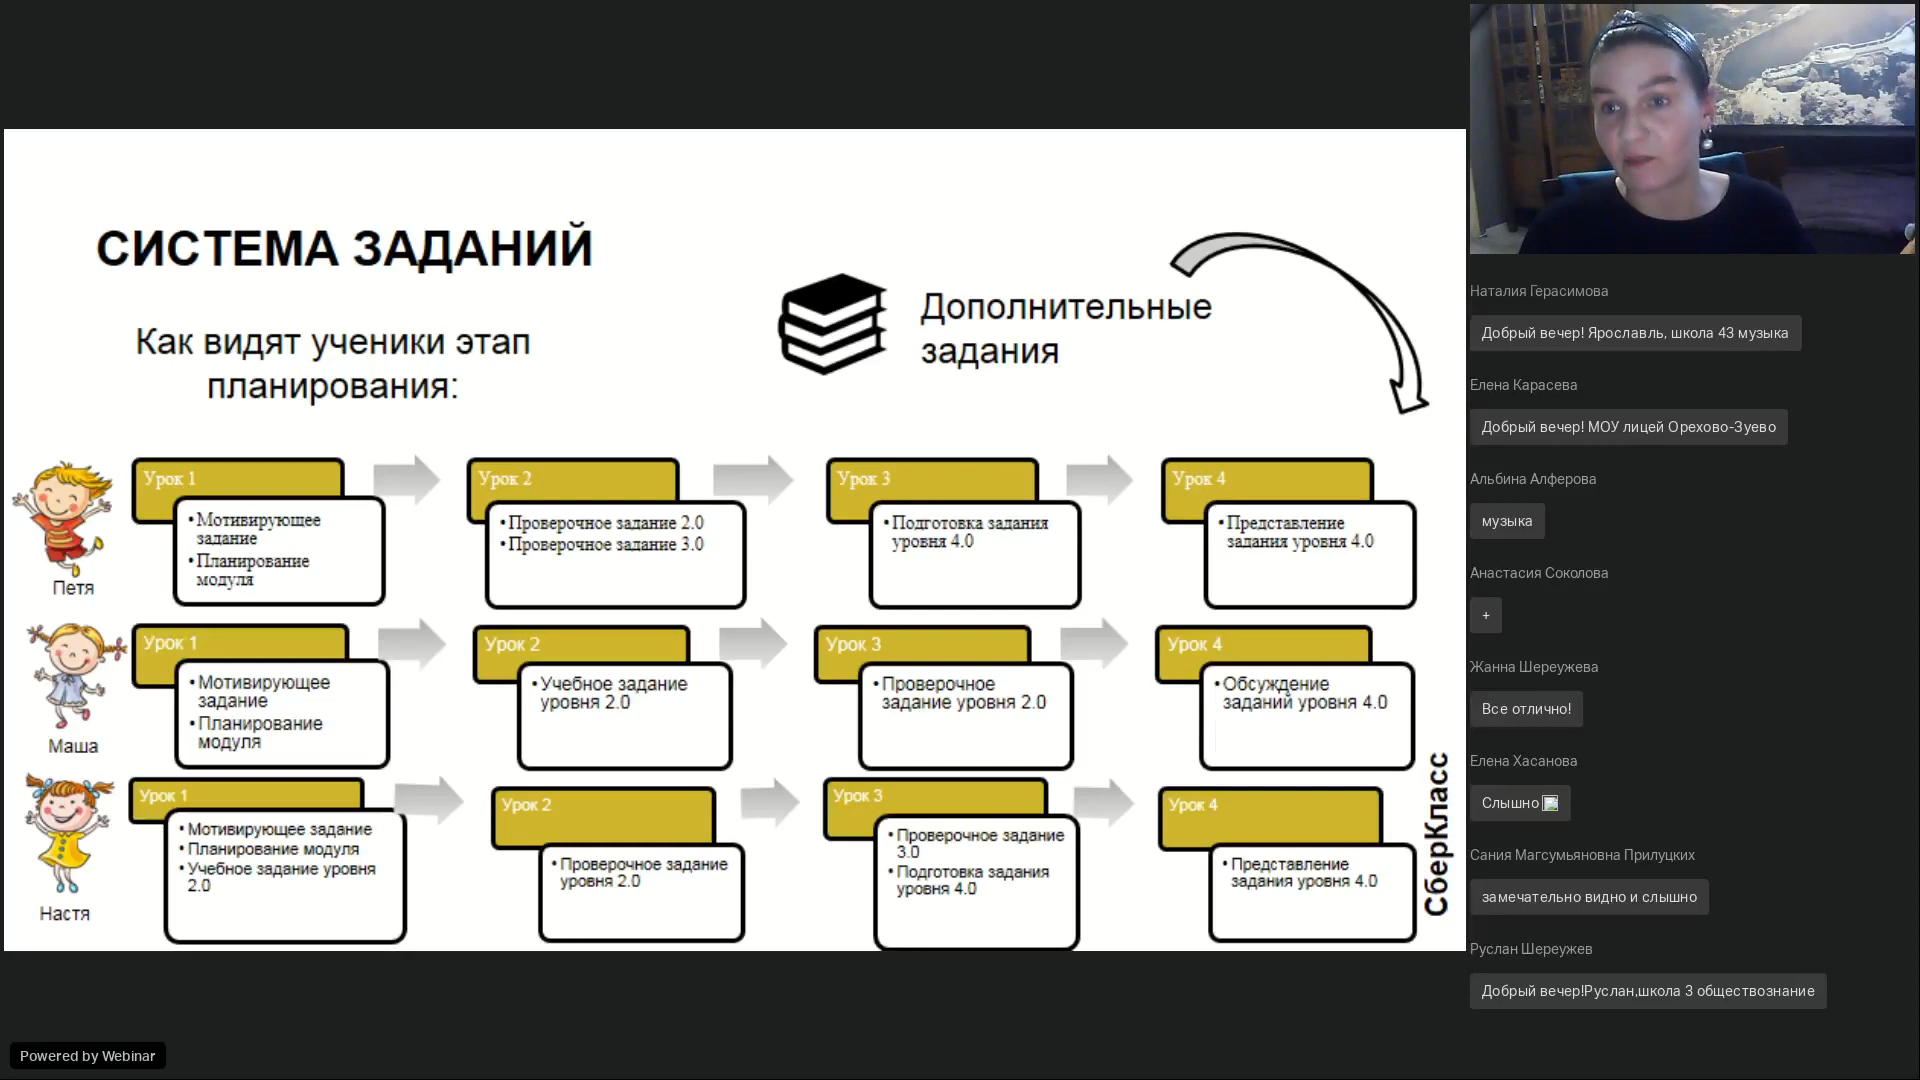 СИСТЕМА ЗАДАНИЙ
Как видят ученики этап
планирования:
Дополнительные
задания
Петя
Урок 1
•Мотивирующее
задание
•Планирование
модуля
Урок 2
•Проверочное задание 2.0
•Проверочное задание 3.0
Урок 3
•Подготовка задания
уровня 4.0
Урок 4
•Представление
задания уровня 4.0
Маша
Урок 1
•Мотивирующее
задание
•Планирование
модуля
Урок 2
•Учебное задание
уровня 2.0
Урок 3
•Проверочное
задание уровня 2.0
Урок 4
•Обсуждение
заданий уровня 4.0
Настя
Урок 1
•Мотивирующее задание
•Планирование модуля
•Учебное задание уровня
2.0
Урок 2
•Проверочное задание
уровня 2.0
Урок 3
•Проверочное задание
3.0
•Подготовка задания
уровня 4.0
Урок 4
•Представление
задания уровня 4.0
СберКласс
Наталия Герасимова
Добрый вечер! Ярославль, школа 43 музыка
Елена Карасева
Добрый вечер! МОУ лицей Орехово-Зуево
Альбина Алферова
музыка
Анастасия Соколова
+
Жанна Шереужева
Все отлично!
Елена Хасанова
Слышно
Сания Магсумьяновна Прилуцких
замечательно видно и слышно
Руслан Шереужев
Добрый вечер!Руслан,школа 3 обществознание
Powered by Webinar